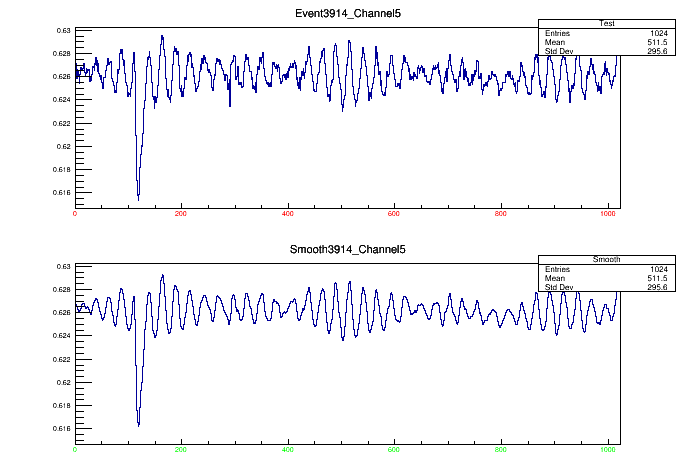 Event3914_Channel5
Test
Entries 1024
Mean 511.5
Std Dev 295.6
0.63
0.628
0.626
0.624
0.622
0.62
0.618
0.616
0 200 400 600 800 1000
Smooth3914_Channel5
Smooth
Entries 1024
Mean 511.5
Std Dev 295.6
0.63
0.628
0.626
0.624
0.622
0.62
0.618
0.616
0 200 400 600 800 1000